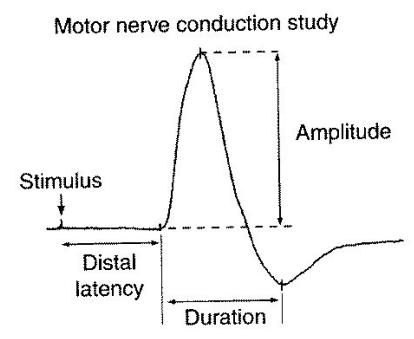 Motor nerve conduction study
Amplitude
Stimulus
Distal
latency
Duration